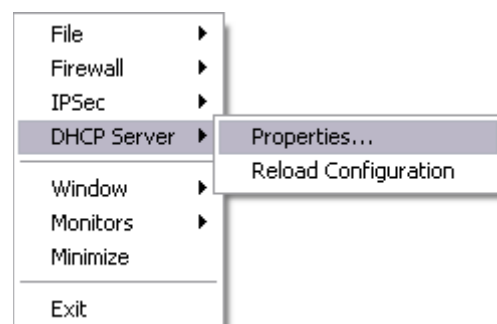 File
Firewall
IPSec
DHCP Server
Properties...
Reload Configuration
Window
Monitors
Minimize
Exit